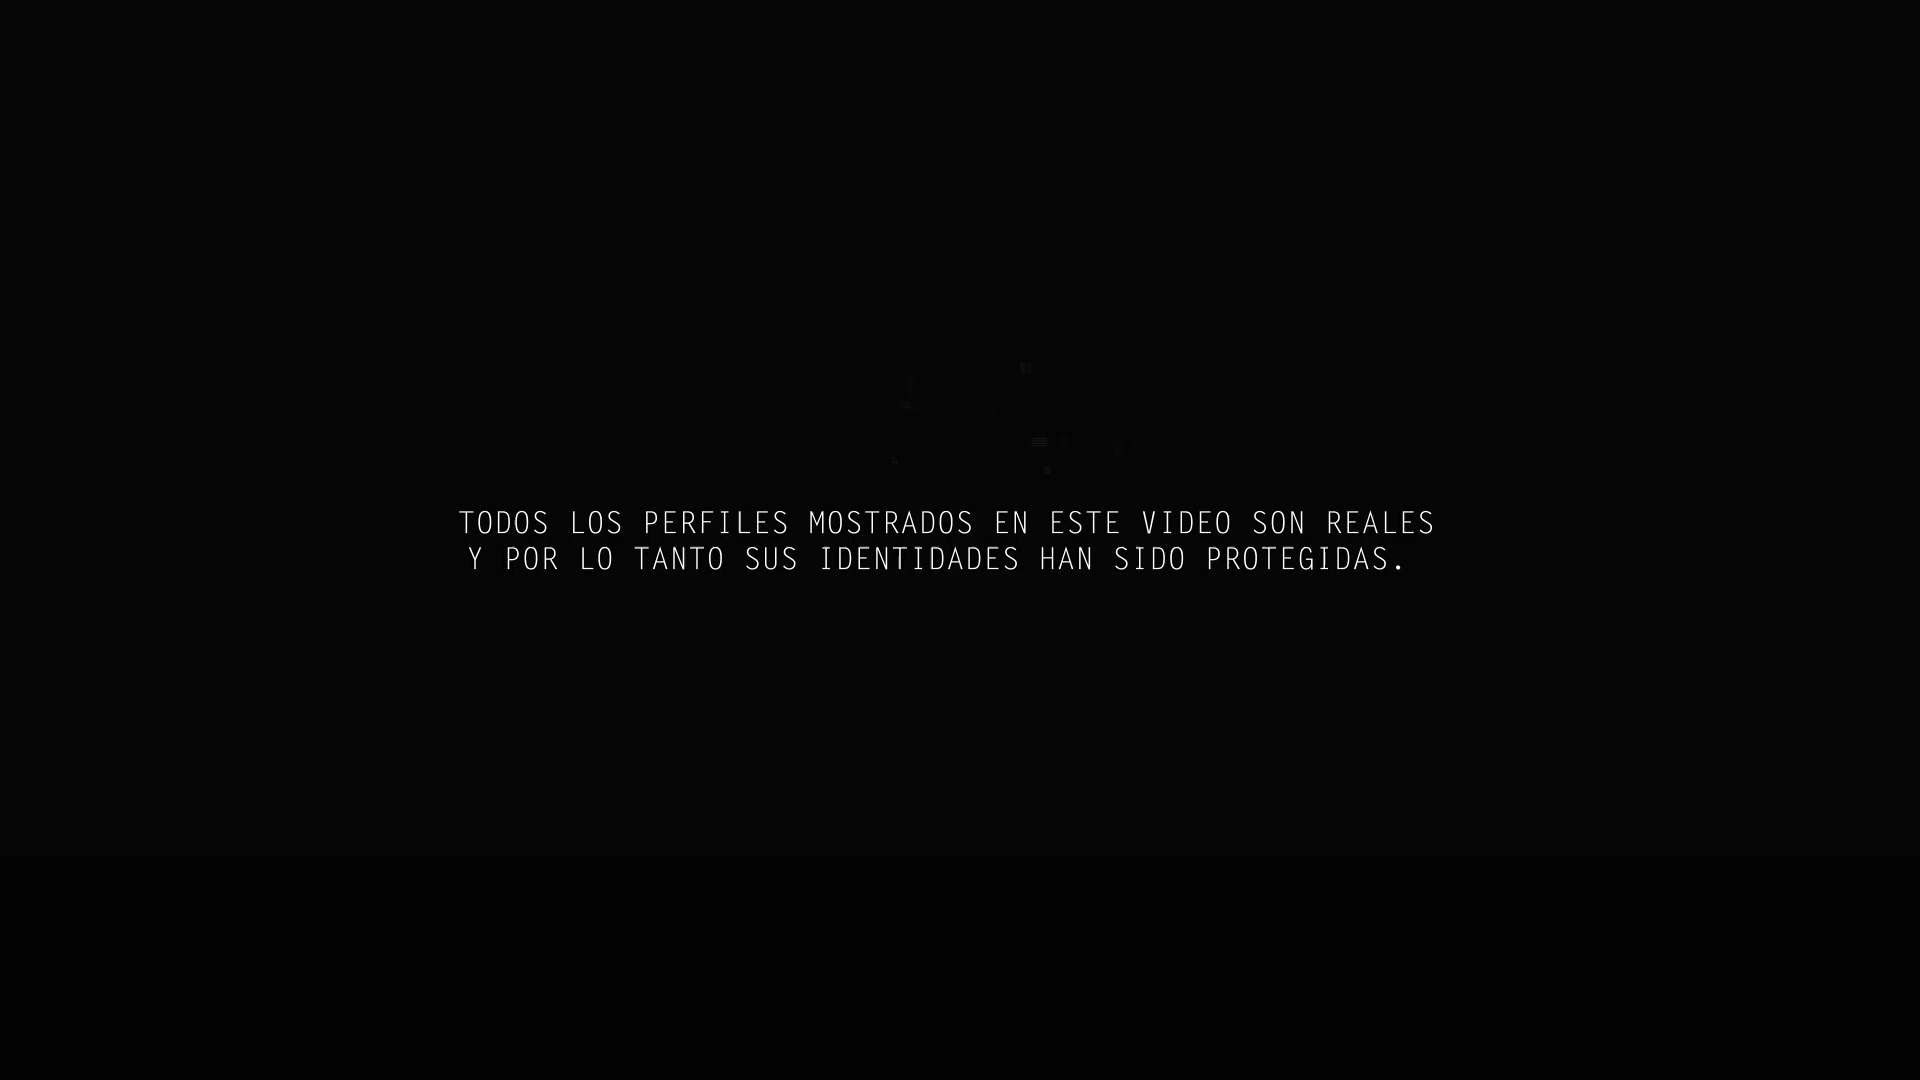 TODOS LOS PERFILES MOSTRADOS EN ESTE VIDEO SON REALES
Y POR LO TANTO SUS IDENTIDADES HAN SIDO PROTEGIDAS.